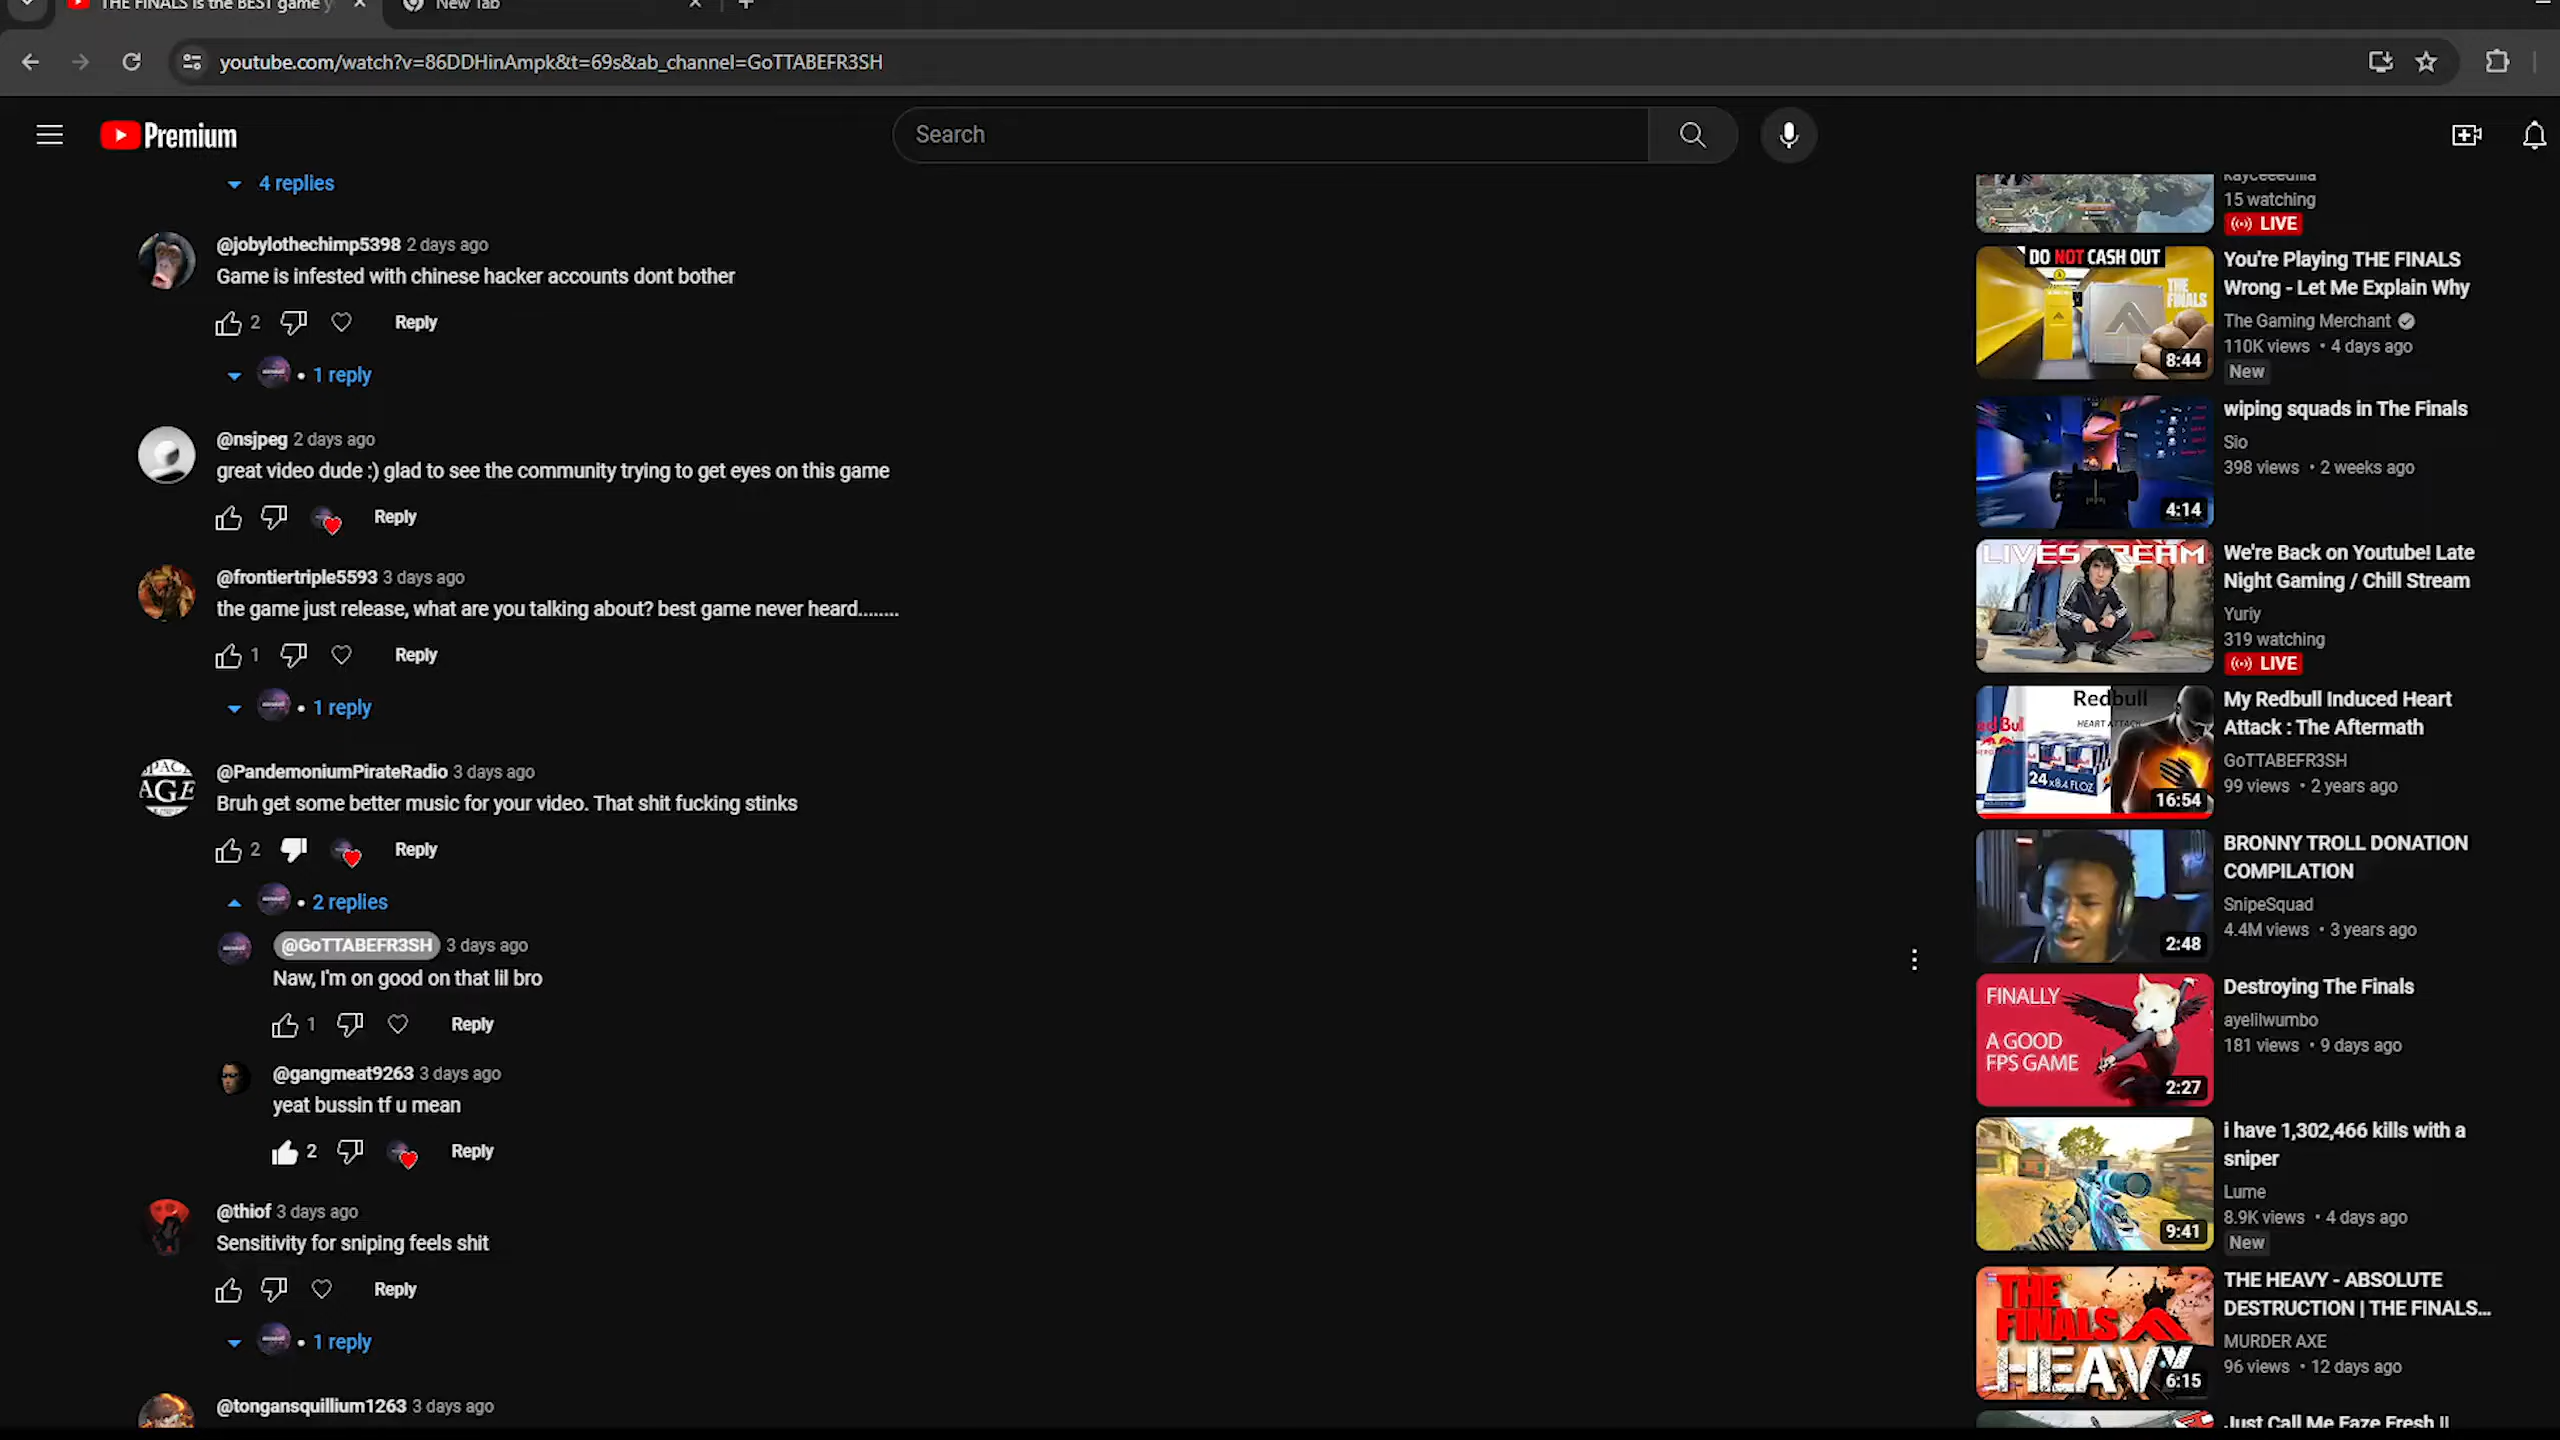 THE FINALS is the BEST game y
New Tab
youtube.com/watch?v=86DDHinAmpk&t=69s&ab_channel=GoTTABEFR3SH
Premium
Search
4 replies
@jobylothechimp5398 2 days ago
Game is infested with chinese hacker accounts dont bother
2
Reply
• 1 reply
@nsjpeg 2 days ago
great video dude :) glad to see the community trying to get eyes on this game
Reply
@frontiertriple5593 3 days ago
the game just release, what are you talking about? best game never heard........
1
Reply
• 1 reply
@PandemoniumPirateRadio 3 days ago
Bruh get some better music for your video. That shit fucking stinks
2
Reply
• 2 replies
@GoTTABEFR3SH 3 days ago
Naw, I'm on good on that lil bro
1
Reply
@gangmeat9263 3 days ago
yeat bussin tf u mean
2
Reply
@thiof 3 days ago
Sensitivity for sniping feels shit
Reply
• 1 reply
@tongansquillium1263 3 days ago
15 watching
LIVE
DO NOT CASH OUT
THE
FINALS
8:44
You're Playing THE FINALS
Wrong - Let Me Explain Why
The Gaming Merchant
110K views • 4 days ago
New
4:14
wiping squads in The Finals
Sio
398 views • 2 weeks ago
LIVESTREAM
We're Back on Youtube! Late
Night Gaming / Chill Stream
Yuriy
319 watching
LIVE
Redbull
HEART ATTACK
ed Bul
24 x8.4 FL OZ
16:54
My Redbull Induced Heart
Attack : The Aftermath
GoTTABEFR3SH
99 views • 2 years ago
2:48
BRONNY TROLL DONATION
COMPILATION
SnipeSquad
4.4M views • 3 years ago
FINALLY
A GOOD
FPS GAME
2:27
Destroying The Finals
ayelilwumbo
181 views • 9 days ago
9:41
i have 1,302,466 kills with a
sniper
Lume
8.9K views • 4 days ago
New
THE
FINALS
HEAVY
6:15
THE HEAVY - ABSOLUTE
DESTRUCTION | THE FINALS...
MURDER AXE
96 views • 12 days ago
Just Call Me Faze Fresh ||